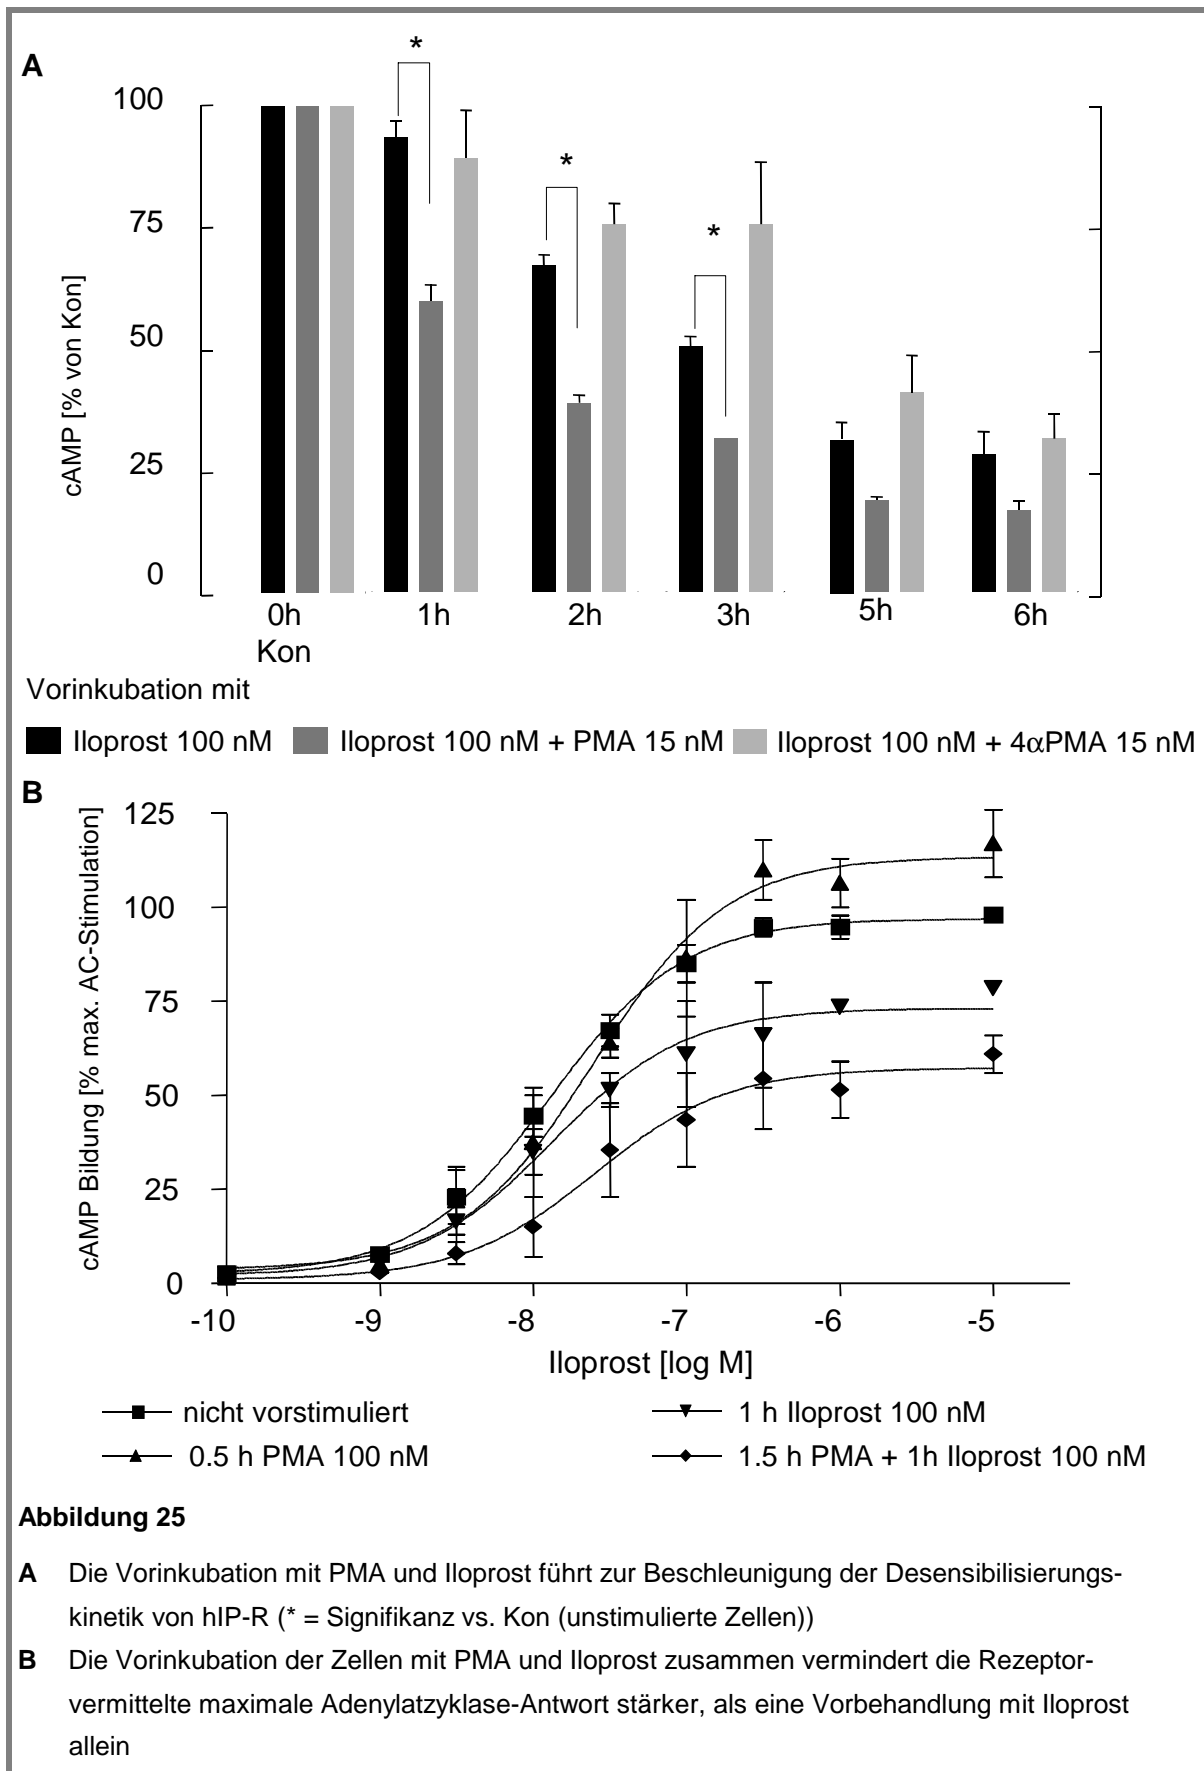 A
*
*
*
100
75
50
25
0
cAMP [% von Kon]
0h 1h 2h 3h 5h 6h
Kon
Vorinkubation mit
Iloprost 100 nM Iloprost 100 nM + PMA 15 nM Iloprost 100 nM + 4αPMA 15 nM
B
125
100
75
50
25
0
cAMP Bildung [% max. AC-Stimulation]
-10 -9 -8 -7 -6 -5
Iloprost [log M]
nicht vorstimuliert 1 h Iloprost 100 nM
0.5 h PMA 100 nM 1.5 h PMA + 1h Iloprost 100 nM
Abbildung 25
A Die Vorinkubation mit PMA und Iloprost führt zur Beschleunigung der Desensibilisierungs-
kinetik von hIP-R (* = Signifikanz vs. Kon (unstimulierte Zellen))
B Die Vorinkubation der Zellen mit PMA und Iloprost zusammen vermindert die Rezeptor-
vermittelte maximale Adenylatzyklase-Antwort stärker, als eine Vorbehandlung mit Iloprost
allein